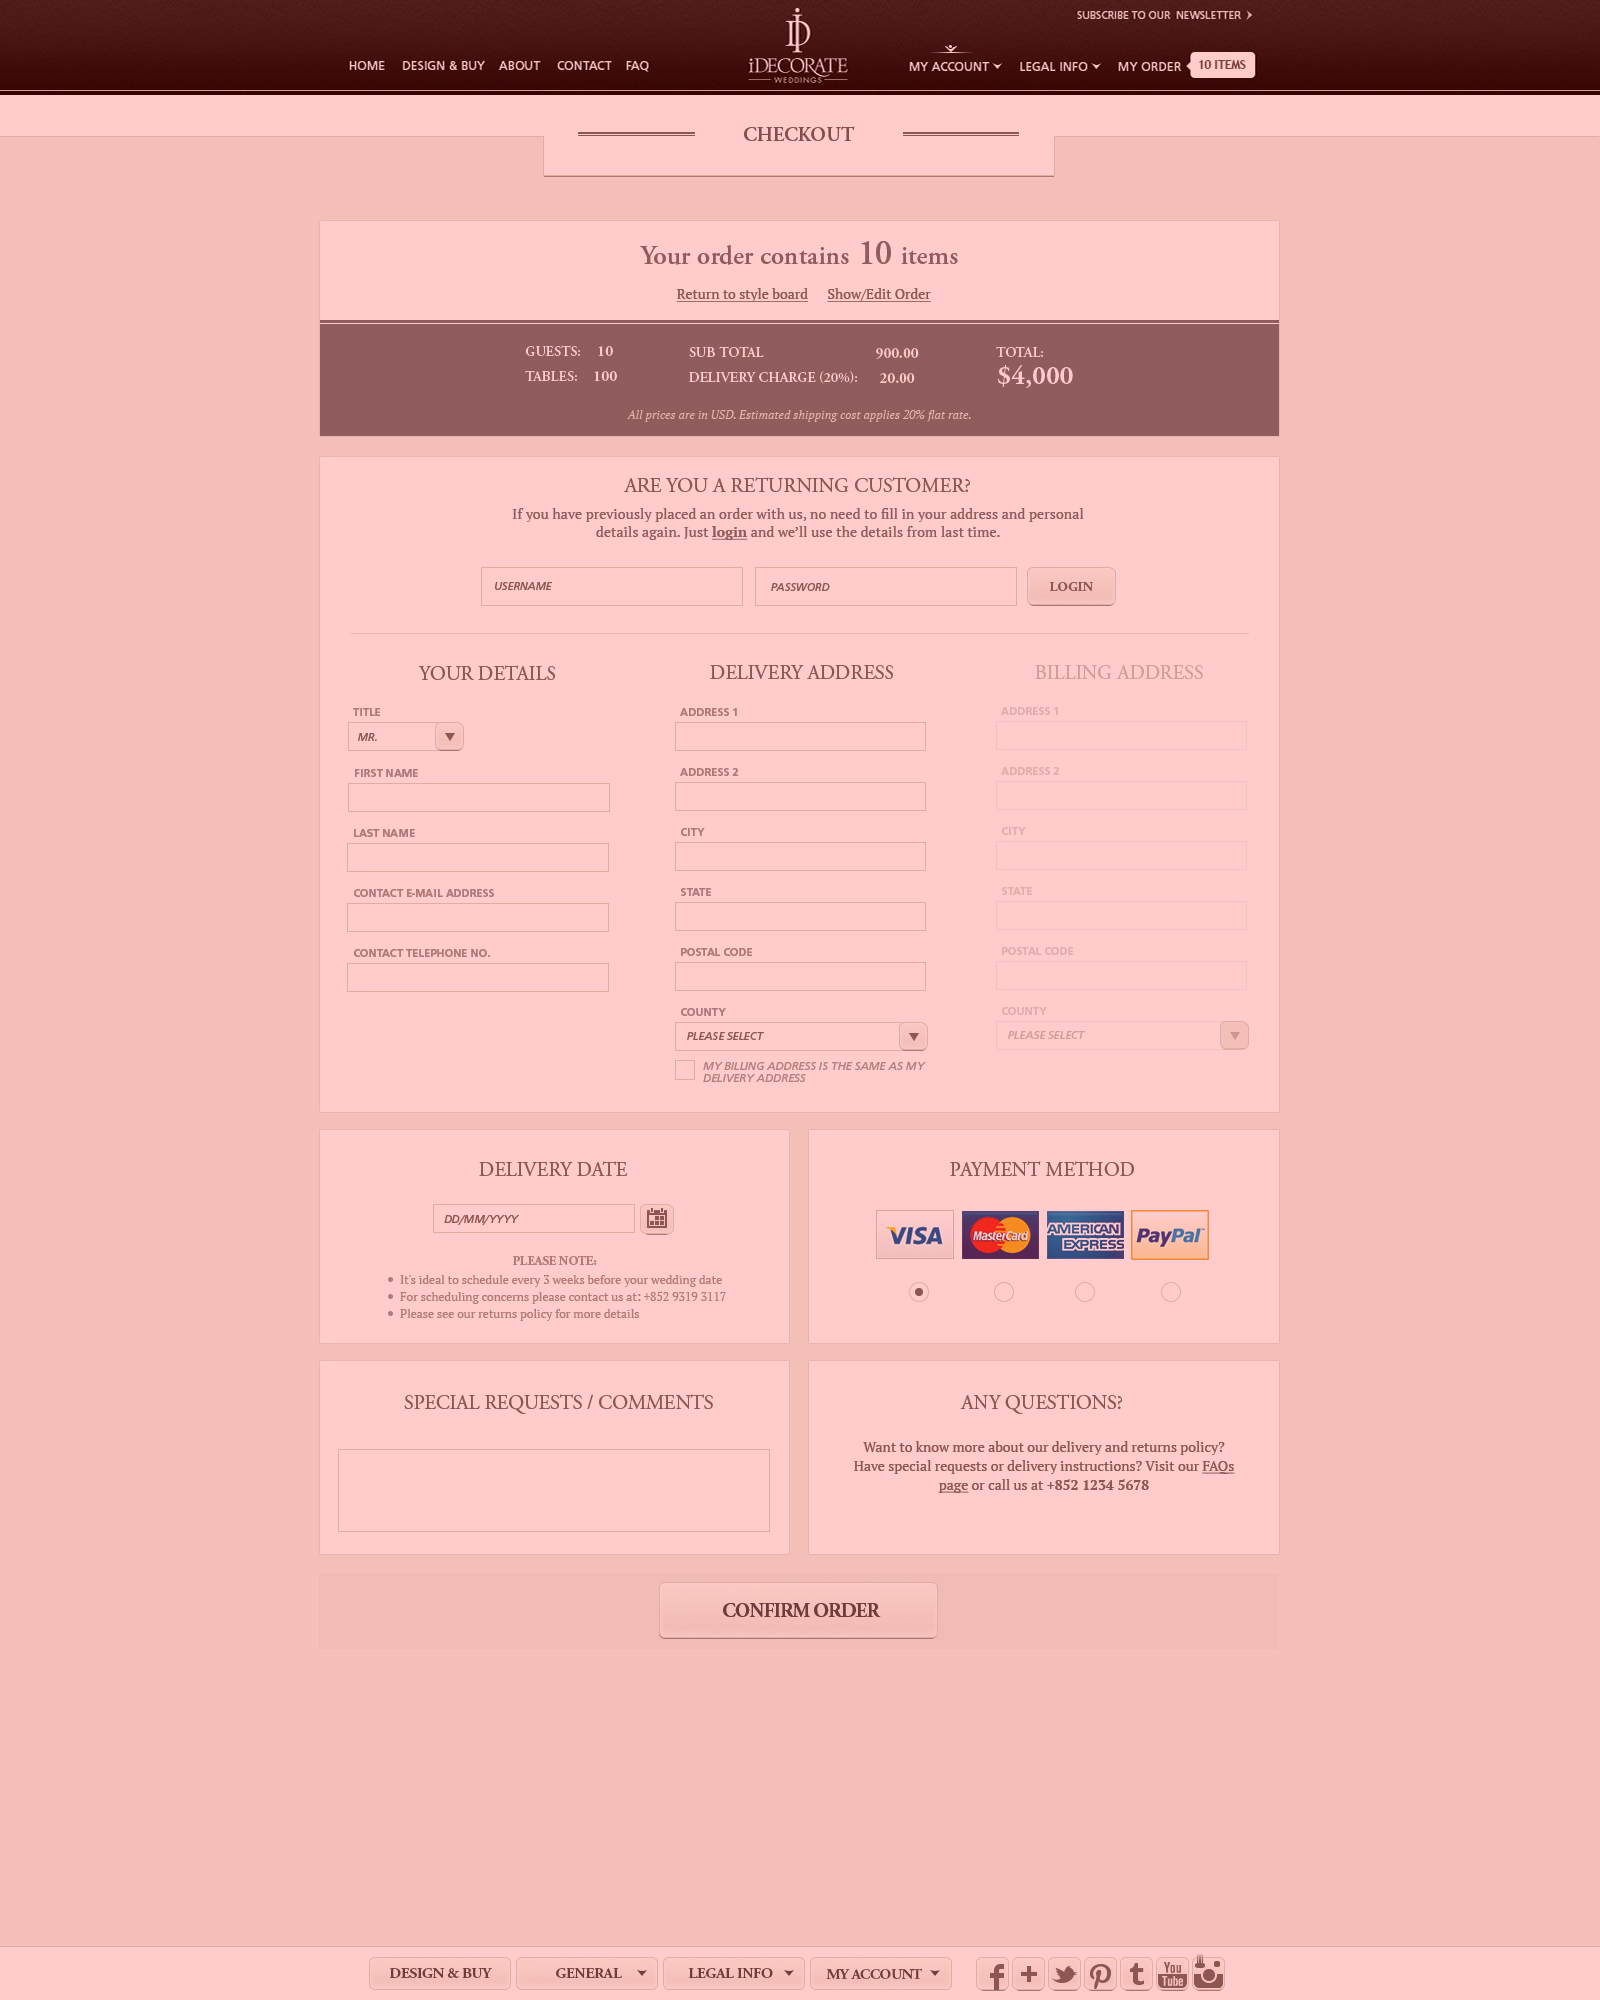 SUBSCRIBE TO OUR NEWSLETTER
HOME DESIGN & BUY ABOUT CONTACT FAQ
iDECORATE
WEDDINGS
MY ACCOUNT LEGAL INFO MY ORDER 10 ITEMS
CHECKOUT
Your order contains 10 items
Return to style board Show/Edit Order
GUESTS: 10 SUB TOTAL 900.00 TOTAL:
TABLES: 100 DELIVERY CHARGE (20%): 20.00 $4,000
All prices are in USD. Estimated shipping cost applies 20% flat rate.
ARE YOU A RETURNING CUSTOMER?
If you have previously placed an order with us, no need to fill in your address and personal
details again. Just login and we'll use the details from last time.
USERNAME PASSWORD LOGIN
YOUR DETAILS
TITLE
MR.
FIRST NAME
LAST NAME
CONTACT E-MAIL ADDRESS
CONTACT TELEPHONE NO.
DELIVERY ADDRESS
ADDRESS 1
ADDRESS 2
CITY
STATE
POSTAL CODE
COUNTY
PLEASE SELECT
MY BILLING ADDRESS IS THE SAME AS MY
DELIVERY ADDRESS
BILLING ADDRESS
ADDRESS 1
ADDRESS 2
CITY
STATE
POSTAL CODE
COUNTY
PLEASE SELECT
DELIVERY DATE
DD/MM/YYYY
PLEASE NOTE:
• It's ideal to schedule every 3 weeks before your wedding date
• For scheduling concerns please contact us at: +852 9319 3117
• Please see our returns policy for more details
PAYMENT METHOD
VISA MasterCard AMERICAN EXPRESS PayPal
SPECIAL REQUESTS / COMMENTS
ANY QUESTIONS?
Want to know more about our delivery and returns policy?
Have special requests or delivery instructions? Visit our FAQs
page or call us at +852 1234 5678
CONFIRM ORDER
DESIGN & BUY GENERAL LEGAL INFO MY ACCOUNT You Tube